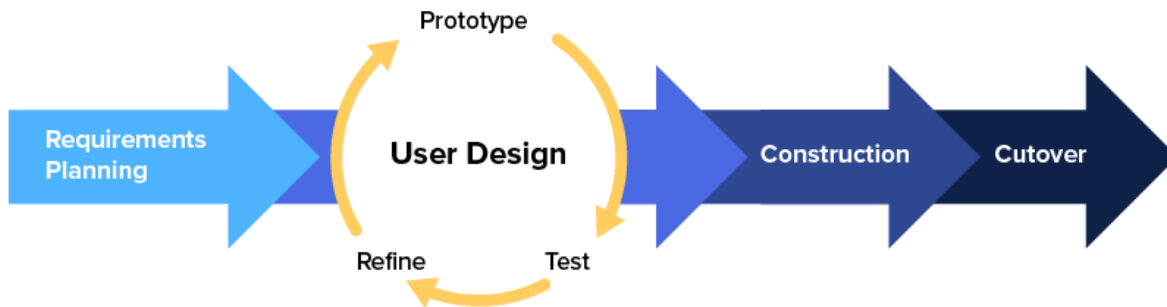 Prototype
Requirements
Planning
User Design
Construction
Cutover
Refine
Test